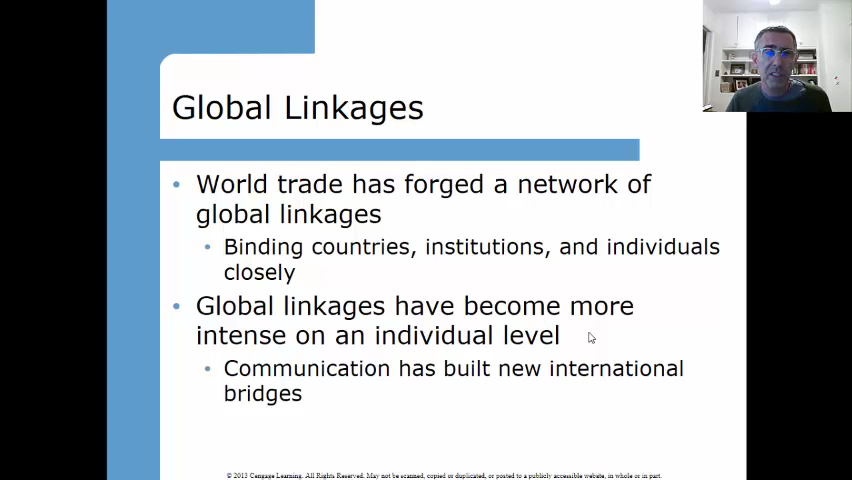 Global Linkages
• World trade has forged a network of
global linkages
• Binding countries, institutions, and individuals
closely
• Global linkages have become more
intense on an individual level
• Communication has built new international
bridges
© 2013 Cengage Learning. All Rights Reserved. May not be scanned, copied or duplicated, or posted to a publicly accessible website, in whole or in part.